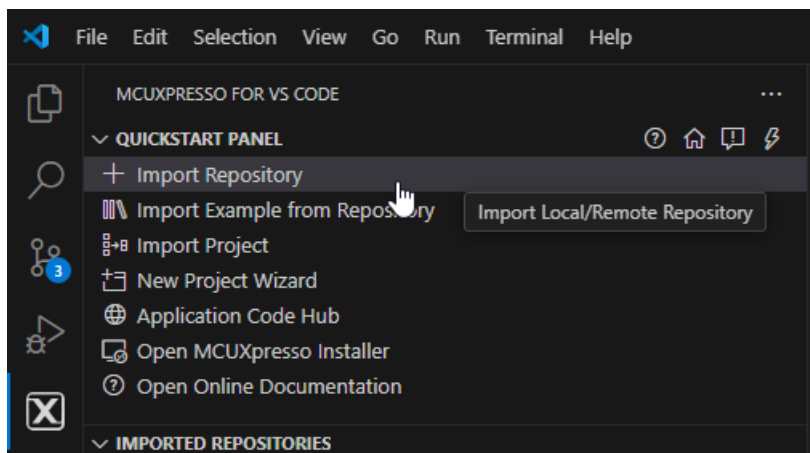 File Edit Selection View Go Run Terminal Help
MCUXPRESSO FOR VS CODE
QUICKSTART PANEL
Import Repository
Import Example from Repository
Import Local/Remote Repository
Import Project
3
New Project Wizard
Application Code Hub
Open MCUXpresso Installer
Open Online Documentation
IMPORTED REPOSITORIES